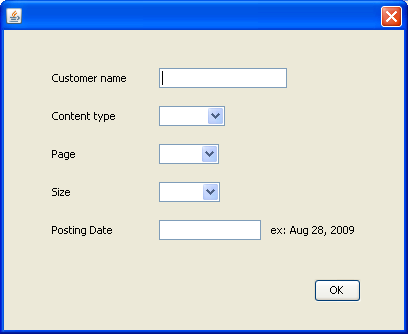 Customer name
Content type
Page
Size
Posting Date ex: Aug 28, 2009
OK